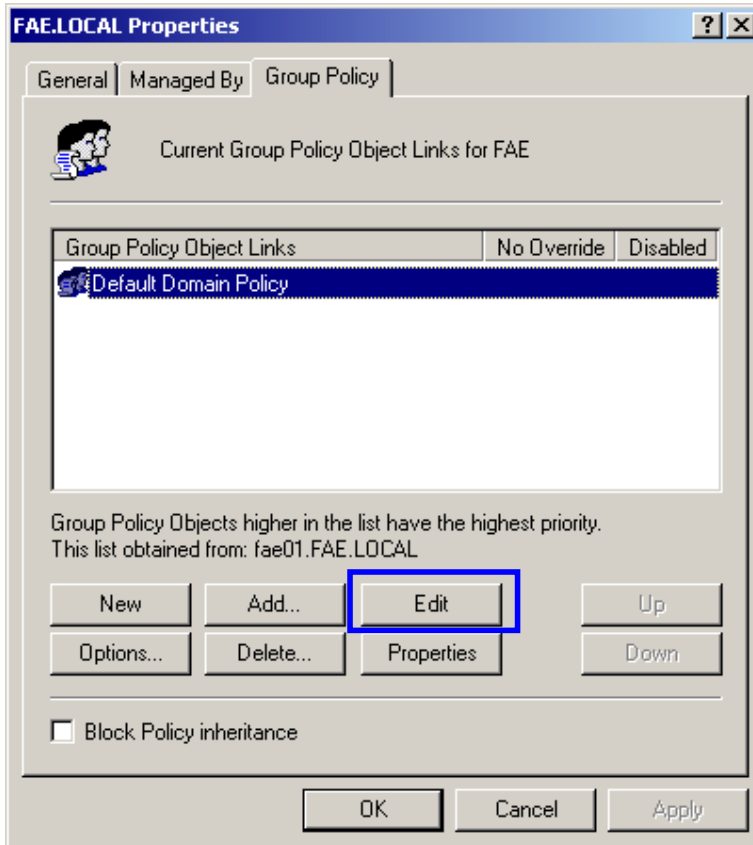 FAE.LOCAL Properties
General Managed By Group Policy
Current Group Policy Object Links for FAE
Group Policy Object Links No Override Disabled
Default Domain Policy
Group Policy Objects higher in the list have the highest priority.
This list obtained from: fae01.FAE.LOCAL
New Add... Edit Up
Options... Delete... Properties Down
Block Policy inheritance
OK Cancel Apply